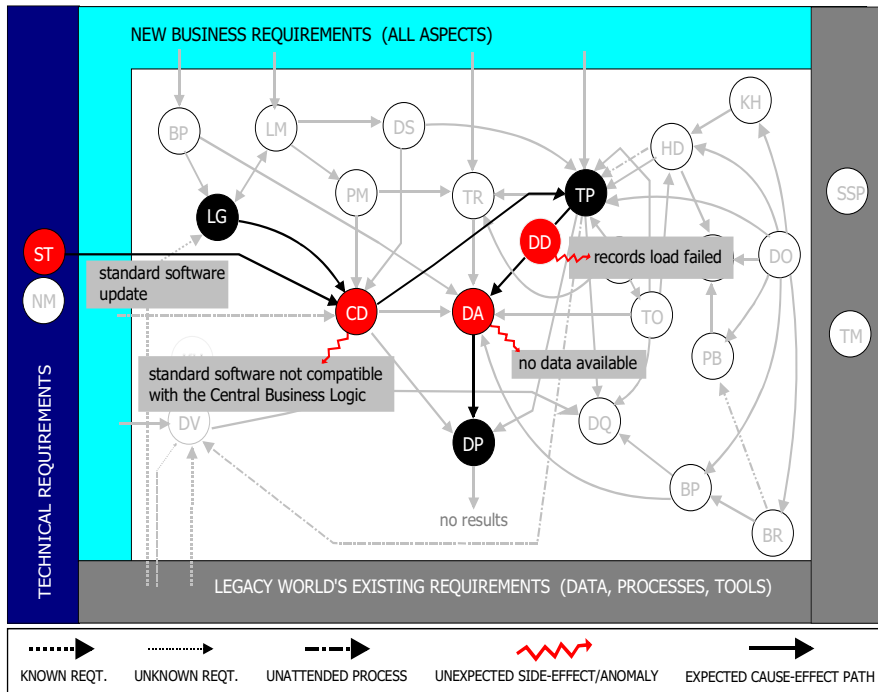 NEW BUSINESS REQUIREMENTS (ALL ASPECTS)
KH
BP
LM
DS
HD
SSP
PM
TR
TP
LG
ST
DD
records load failed
DO
standard software
update
NM
CD
DA
TO
TM
no data available
PB
standard software not compatible
with the Central Business Logic
DV
DQ
DP
BP
no results
BR
TECHNICAL REQUIREMENTS
LEGACY WORLD'S EXISTING REQUIREMENTS (DATA, PROCESSES, TOOLS)
KNOWN REQT.
UNKNOWN REQT.
UNATTENDED PROCESS
UNEXPECTED SIDE-EFFECT/ANOMALY
EXPECTED CAUSE-EFFECT PATH